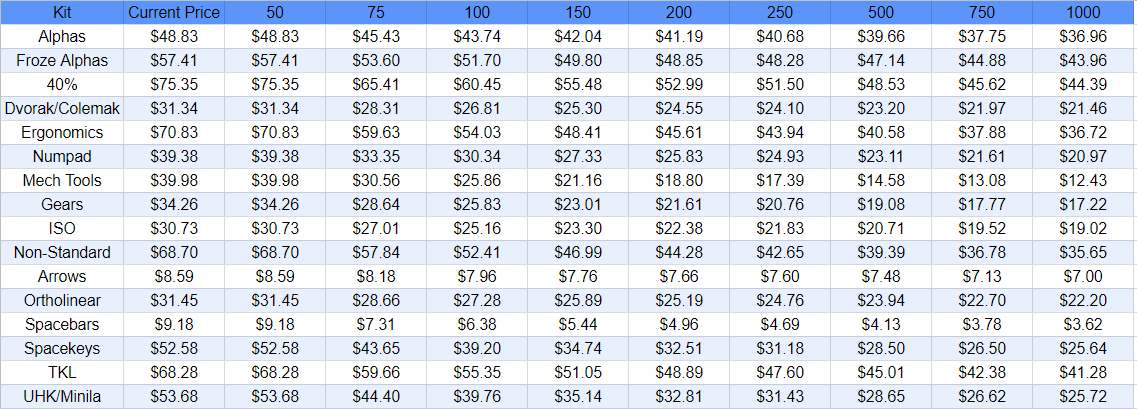 Kit Current Price 50 75 100 150 200 250 500 750 1000
Alphas $48.83 $48.83 $45.43 $43.74 $42.04 $41.19 $40.68 $39.66 $37.75 $36.96
Froze Alphas $57.41 $57.41 $53.60 $51.70 $49.80 $48.85 $48.28 $47.14 $44.88 $43.96
40% $75.35 $75.35 $65.41 $60.45 $55.48 $52.99 $51.50 $48.53 $45.62 $44.39
Dvorak/Colemak $31.34 $31.34 $28.31 $26.81 $25.30 $24.55 $24.10 $23.20 $21.97 $21.46
Ergonomics $70.83 $70.83 $59.63 $54.03 $48.41 $45.61 $43.94 $40.58 $37.88 $36.72
Numpad $39.38 $39.38 $33.35 $30.34 $27.33 $25.83 $24.93 $23.11 $21.61 $20.97
Mech Tools $39.98 $39.98 $30.56 $25.86 $21.16 $18.80 $17.39 $14.58 $13.08 $12.43
Gears $34.26 $34.26 $28.64 $25.83 $23.01 $21.61 $20.76 $19.08 $17.77 $17.22
ISO $30.73 $30.73 $27.01 $25.16 $23.30 $22.38 $21.83 $20.71 $19.52 $19.02
Non-Standard $68.70 $68.70 $57.84 $52.41 $46.99 $44.28 $42.65 $39.39 $36.78 $35.65
Arrows $8.59 $8.59 $8.18 $7.96 $7.76 $7.66 $7.60 $7.48 $7.13 $7.00
Ortholinear $31.45 $31.45 $28.66 $27.28 $25.89 $25.19 $24.76 $23.94 $22.70 $22.20
Spacebars $9.18 $9.18 $7.31 $6.38 $5.44 $4.96 $4.69 $4.13 $3.78 $3.62
Spacekeys $52.58 $52.58 $43.65 $39.20 $34.74 $32.51 $31.18 $28.50 $26.50 $25.64
TKL $68.28 $68.28 $59.66 $55.35 $51.05 $48.89 $47.60 $45.01 $42.38 $41.28
UHK/Minila $53.68 $53.68 $44.40 $39.76 $35.14 $32.81 $31.43 $28.65 $26.62 $25.72